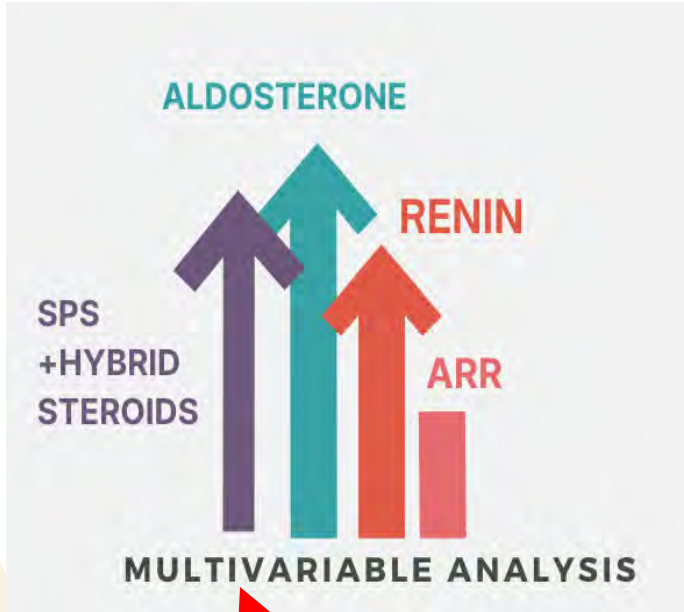 ALDOSTERONE
RENIN
SPS
+HYBRID
STEROIDS
ARR
MULTIVARIABLE ANALYSIS